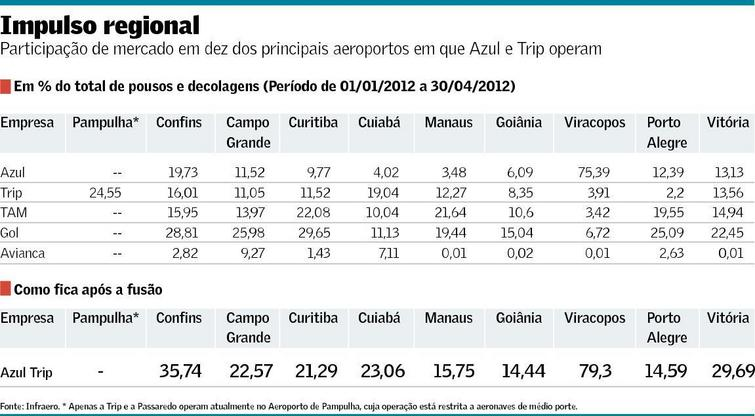 Impulso regional
Participação de mercado em dez dos principais aeroportos em que Azul e Trip operam
Em % do total de pousos e decolagens (Período de 01/01/2012 a 30/04/2012)
Empresa Pampulha* Confins Campo Grande Curitiba Cuiabá Manaus Goiânia Viracopos Porto Alegre Vitória
Azul -- 19,73 11,52 9,77 4,02 3,48 6,09 75,39 12,39 13,13
Trip 24,55 16,01 11,05 11,52 19,04 12,27 8,35 3,91 2,2 13,56
TAM -- 15,95 13,97 22,08 10,04 21,64 10,6 3,42 19,55 14,94
Gol -- 28,81 25,98 29,65 11,13 19,44 15,04 6,72 25,09 22,45
Avianca -- 2,82 9,27 1,43 7,11 0,01 0,02 0,01 2,63 0,01
Como fica após a fusão
Empresa Pampulha* Confins Campo Grande Curitiba Cuiabá Manaus Goiânia Viracopos Porto Alegre Vitória
Azul Trip - 35,74 22,57 21,29 23,06 15,75 14,44 79,3 14,59 29,69
Fonte: Infraero. * Apenas a Trip e a Passaredo operam atualmente no Aeroporto de Pampulha, cuja operação está restrita a aeronaves de médio porte.